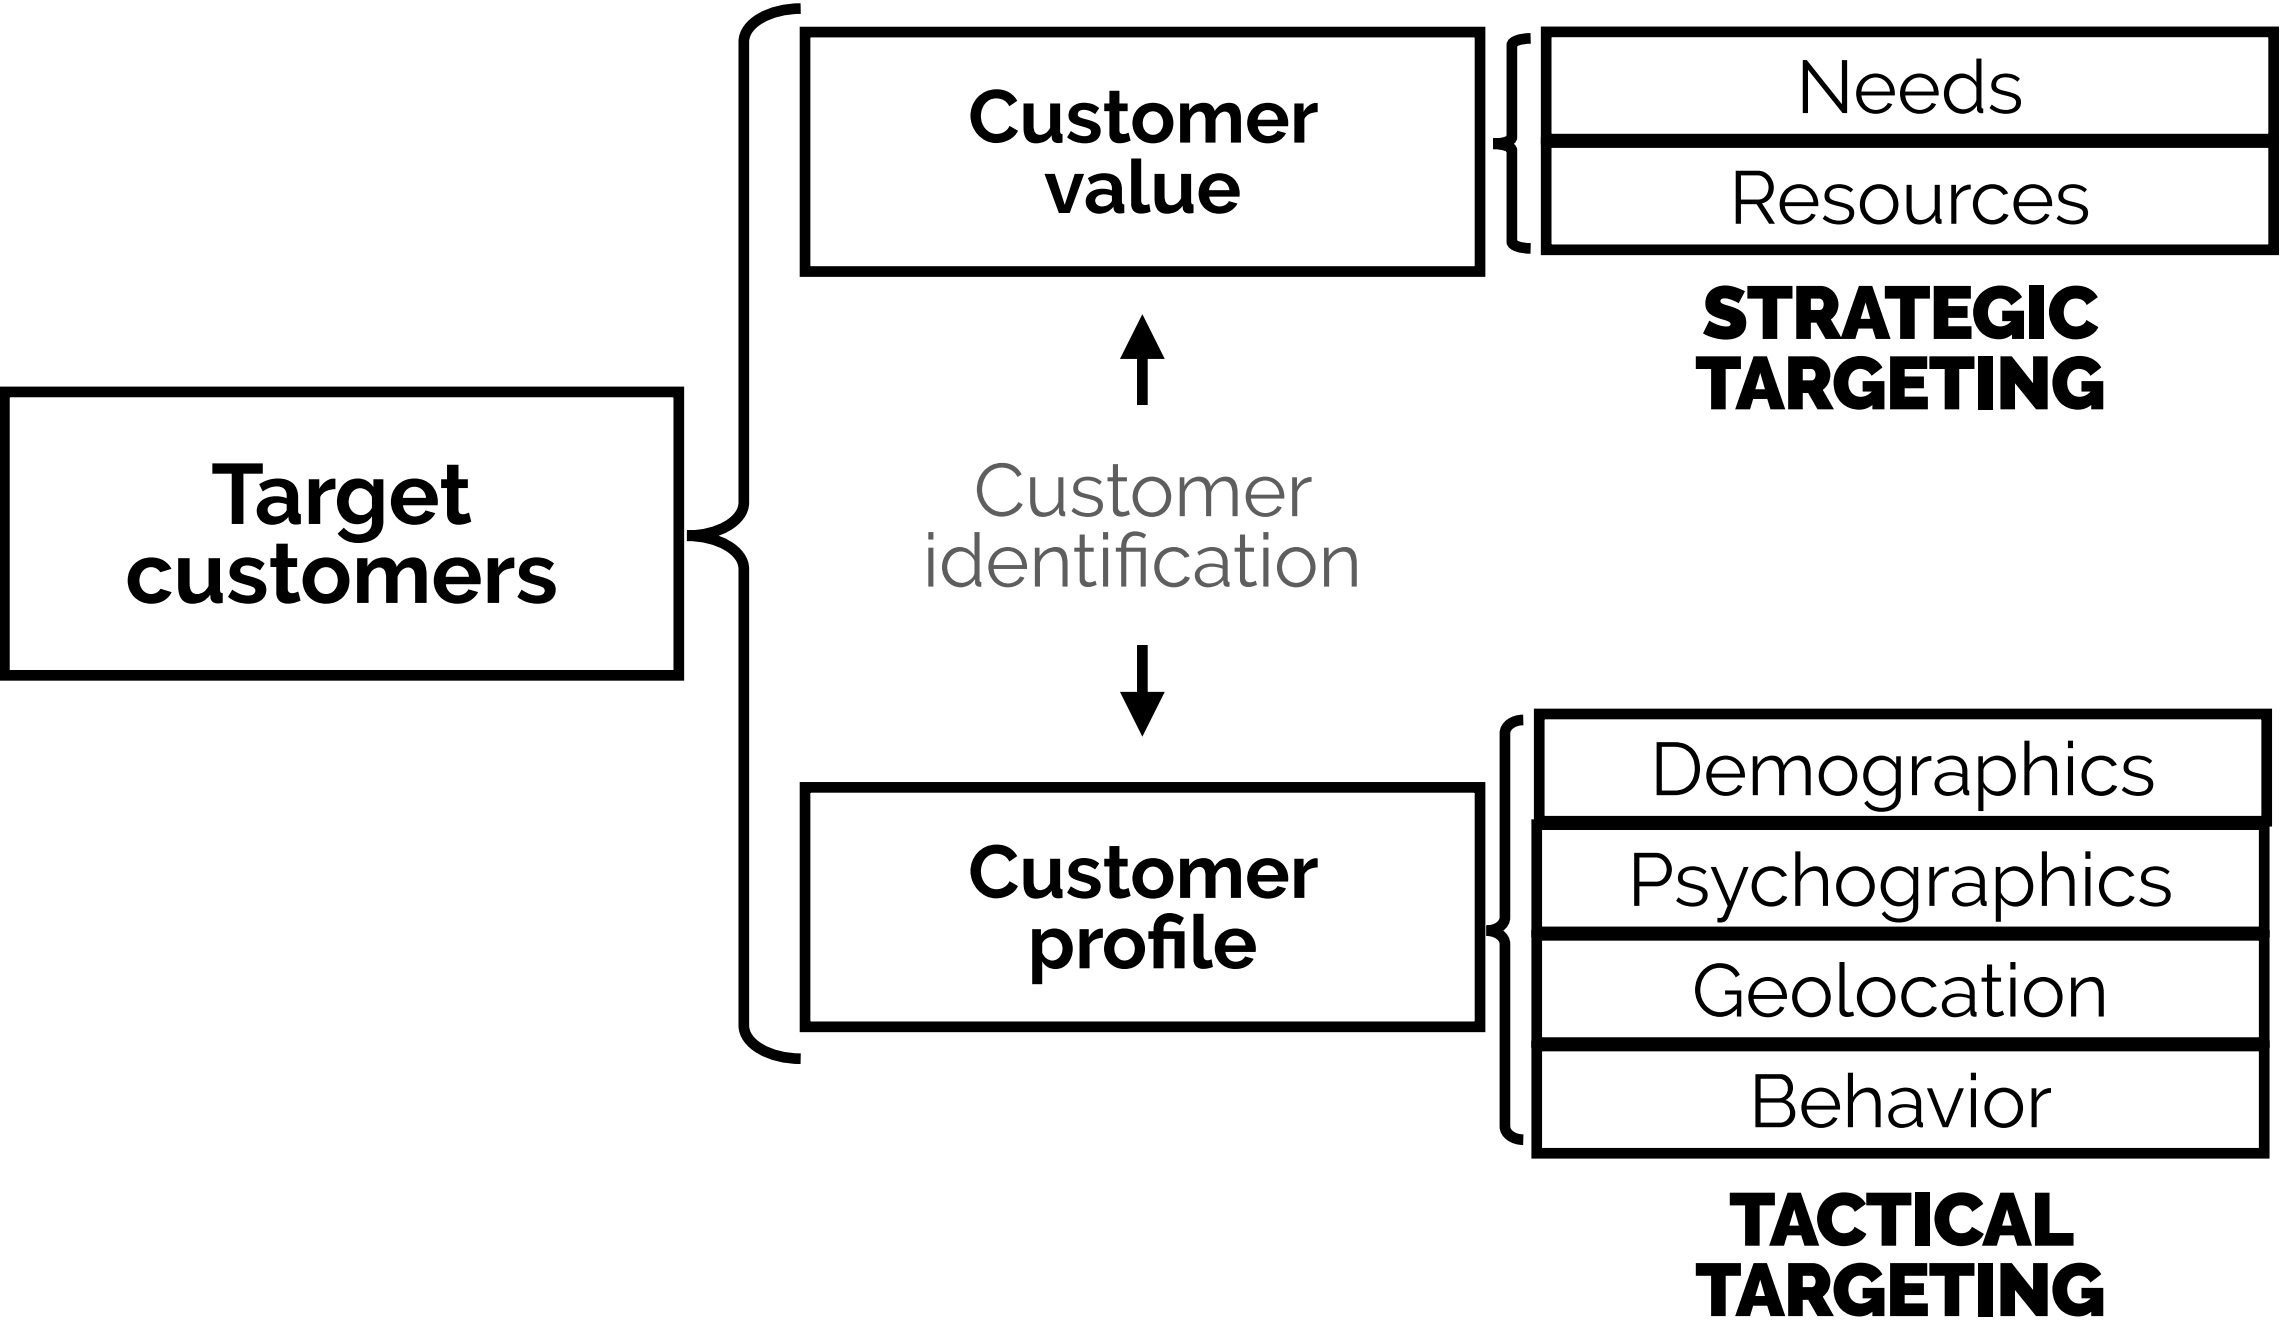 Target
customers
Customer
value
Needs
Resources
STRATEGIC
TARGETING
Customer
identification
Customer
profile
Demographics
Psychographics
Geolocation
Behavior
TACTICAL
TARGETING